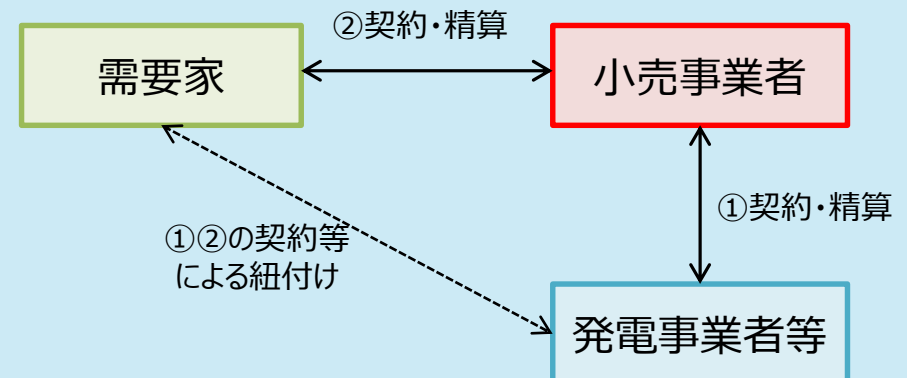 ②契約・精算
需要家
小売事業者
①契約・精算
①②の契約等
による紐付け
発電事業者等